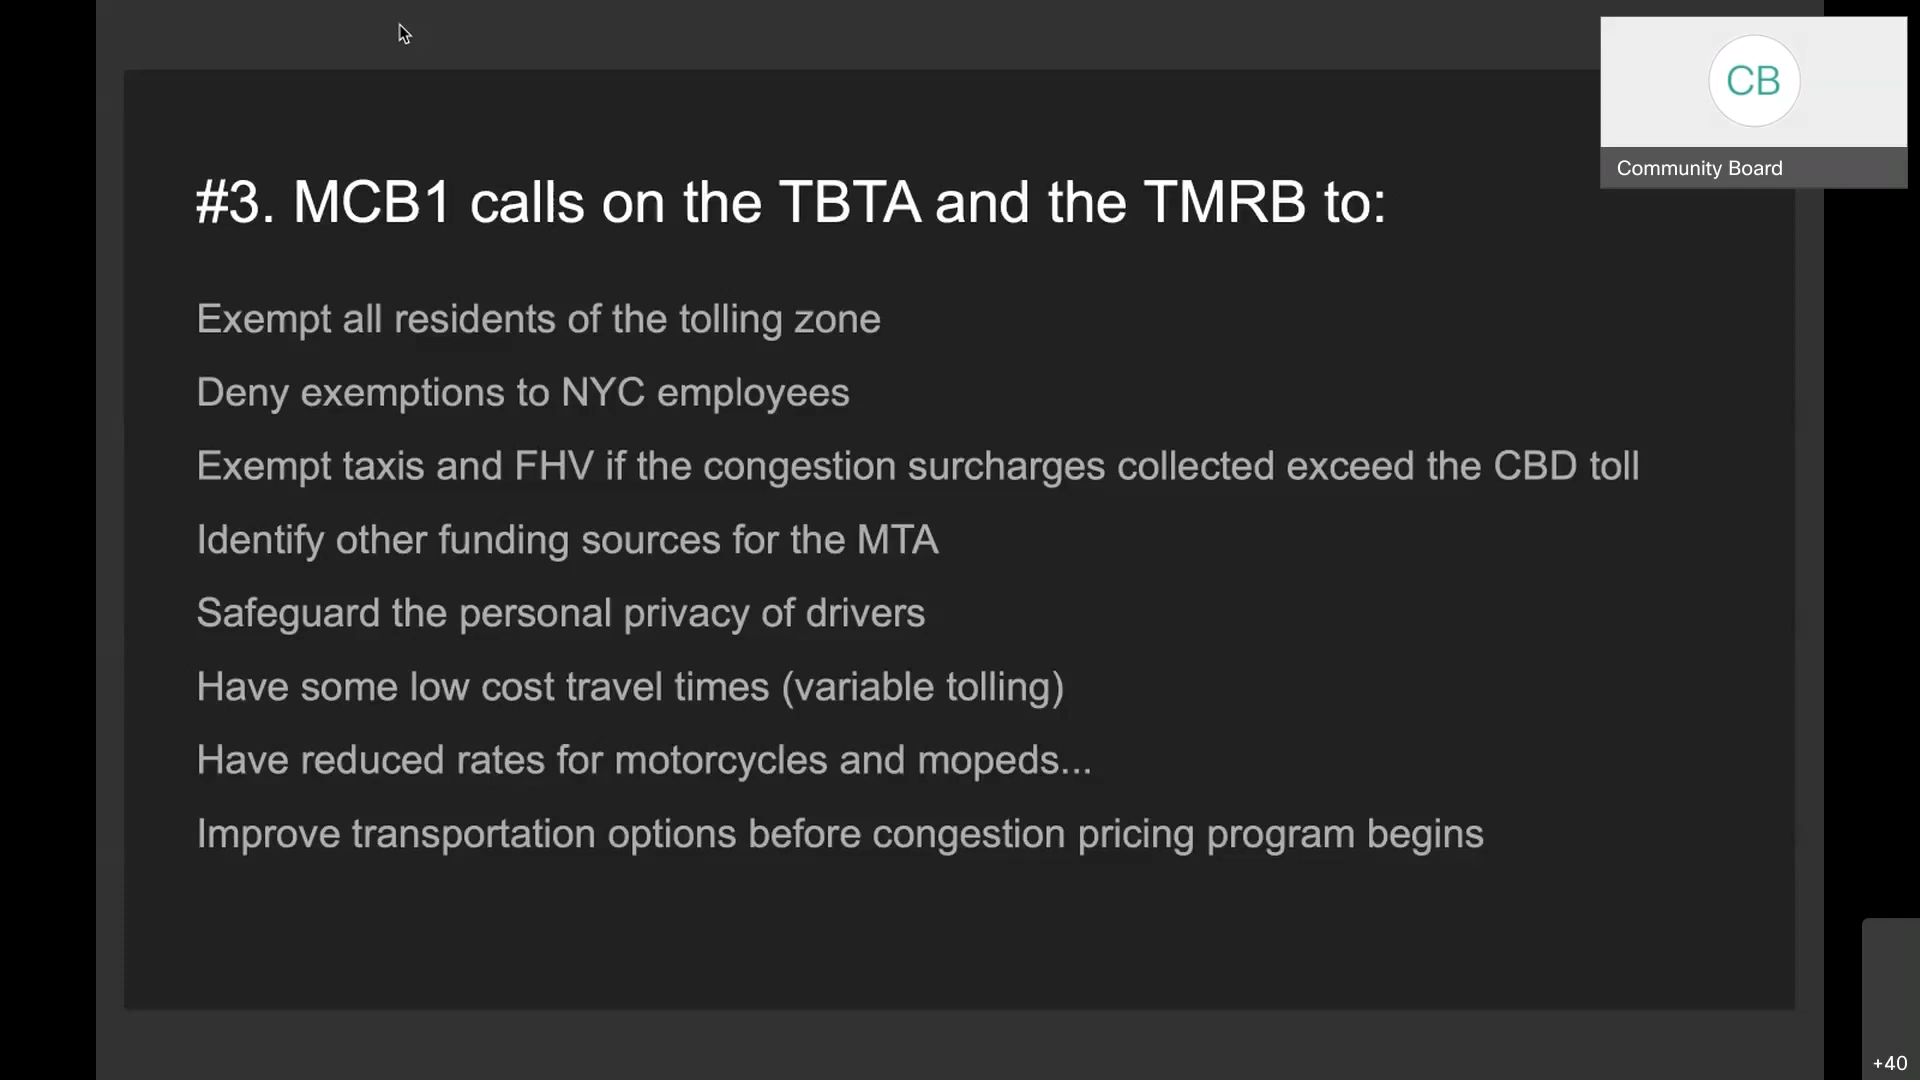 CB
Community Board
#3. MCB1 calls on the TBTA and the TMRB to:
Exempt all residents of the tolling zone
Deny exemptions to NYC employees
Exempt taxis and FHV if the congestion surcharges collected exceed the CBD toll
Identify other funding sources for the MTA
Safeguard the personal privacy of drivers
Have some low cost travel times (variable tolling)
Have reduced rates for motorcycles and mopeds...
Improve transportation options before congestion pricing program begins
+40